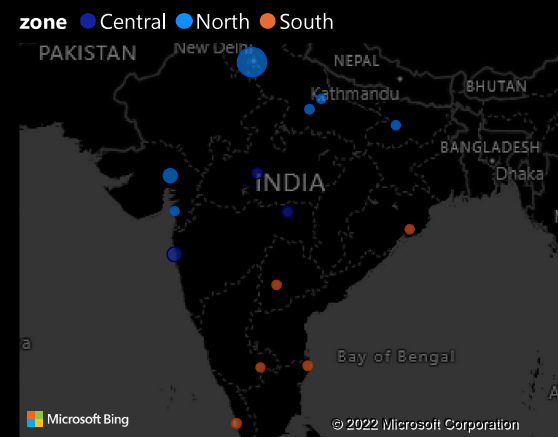 zone Central North South
New Delhi
PAKISTAN
NEPAL
BHUTAN
Kathmandu
BANGLADESH
Dhaka
INDIA
a
Bay of Bengal
A
Microsoft Bing
© 2022 Microsoft Corporation